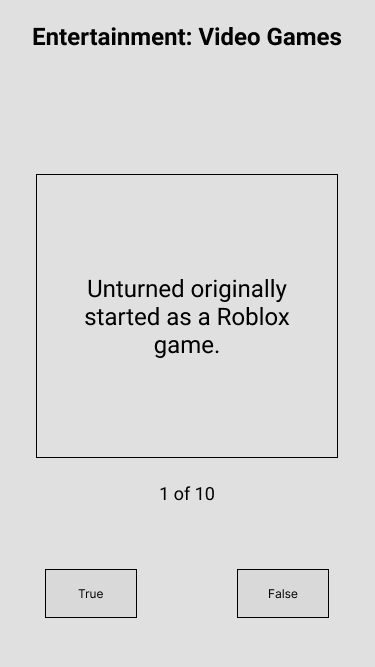 Entertainment: Video Games
Unturned originally
started as a Roblox
game.
1 of 10
True
False